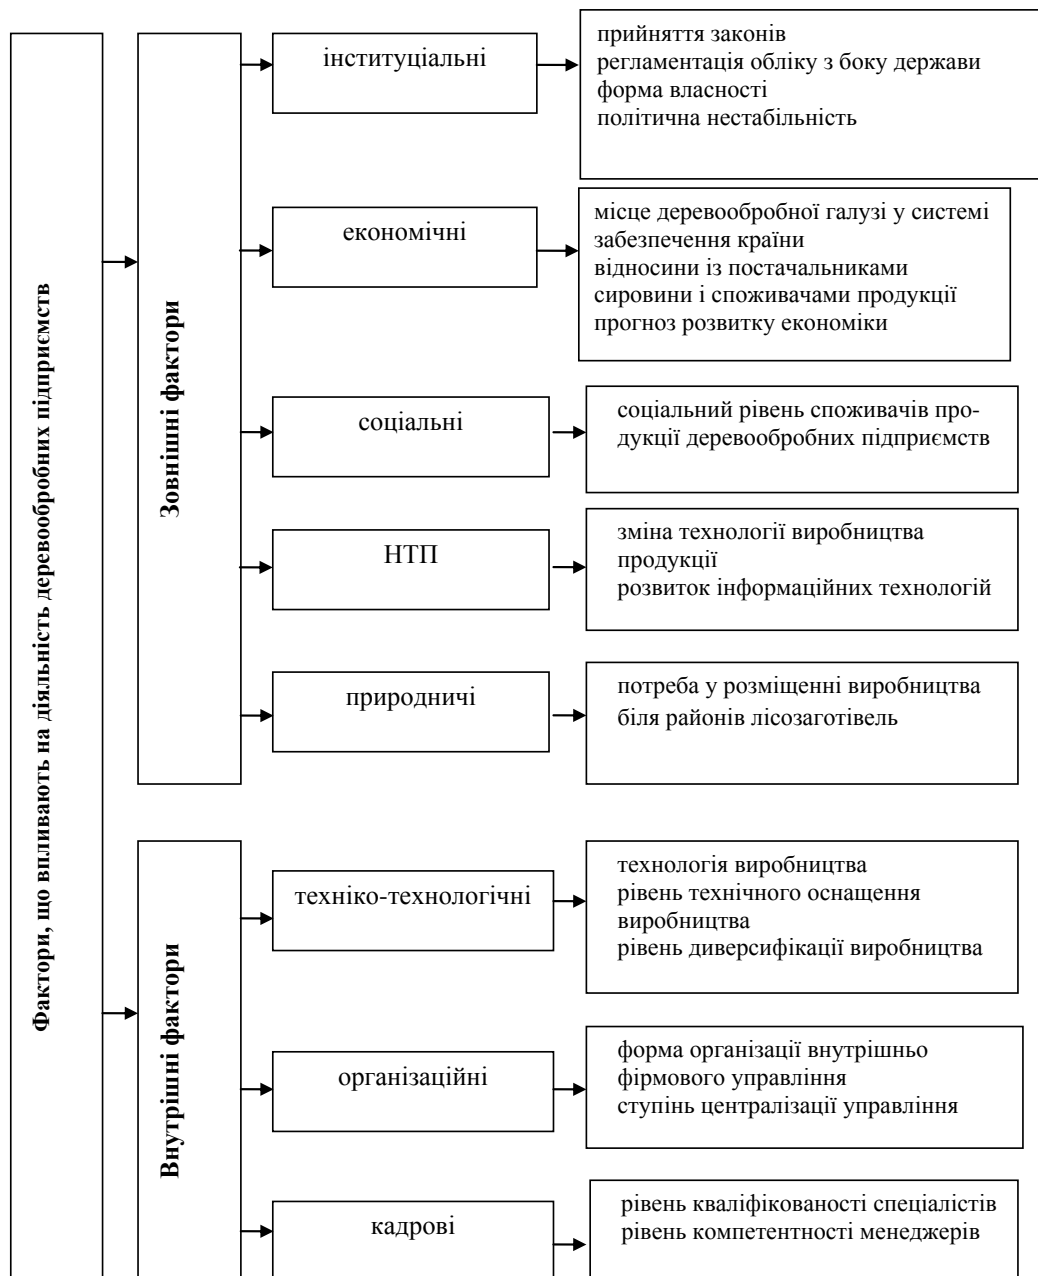 Фактори, що впливають на діяльність деревообробних підприємств
Зовнішні фактори
інституціальні
прийняття законів
регламентація обліку з боку держави
форма власності
політична нестабільність
економічні
місце деревообробної галузі у системі
забезпечення країни
відносини із постачальниками
сировини і споживачами продукції
прогноз розвитку економіки
соціальні
соціальний рівень споживачів про-
дукції деревообробних підприємств
НТП
зміна технології виробництва
продукції
розвиток інформаційних технологій
природничі
потреба у розміщенні виробництва
біля районів лісозаготівель
Внутрішні фактори
техніко-технологічні
технологія виробництва
рівень технічного оснащення
виробництва
рівень диверсифікації виробництва
організаційні
форма організації внутрішньо
фірмового управління
ступінь централізації управління
кадрові
рівень кваліфікованості спеціалістів
рівень компетентності менеджерів